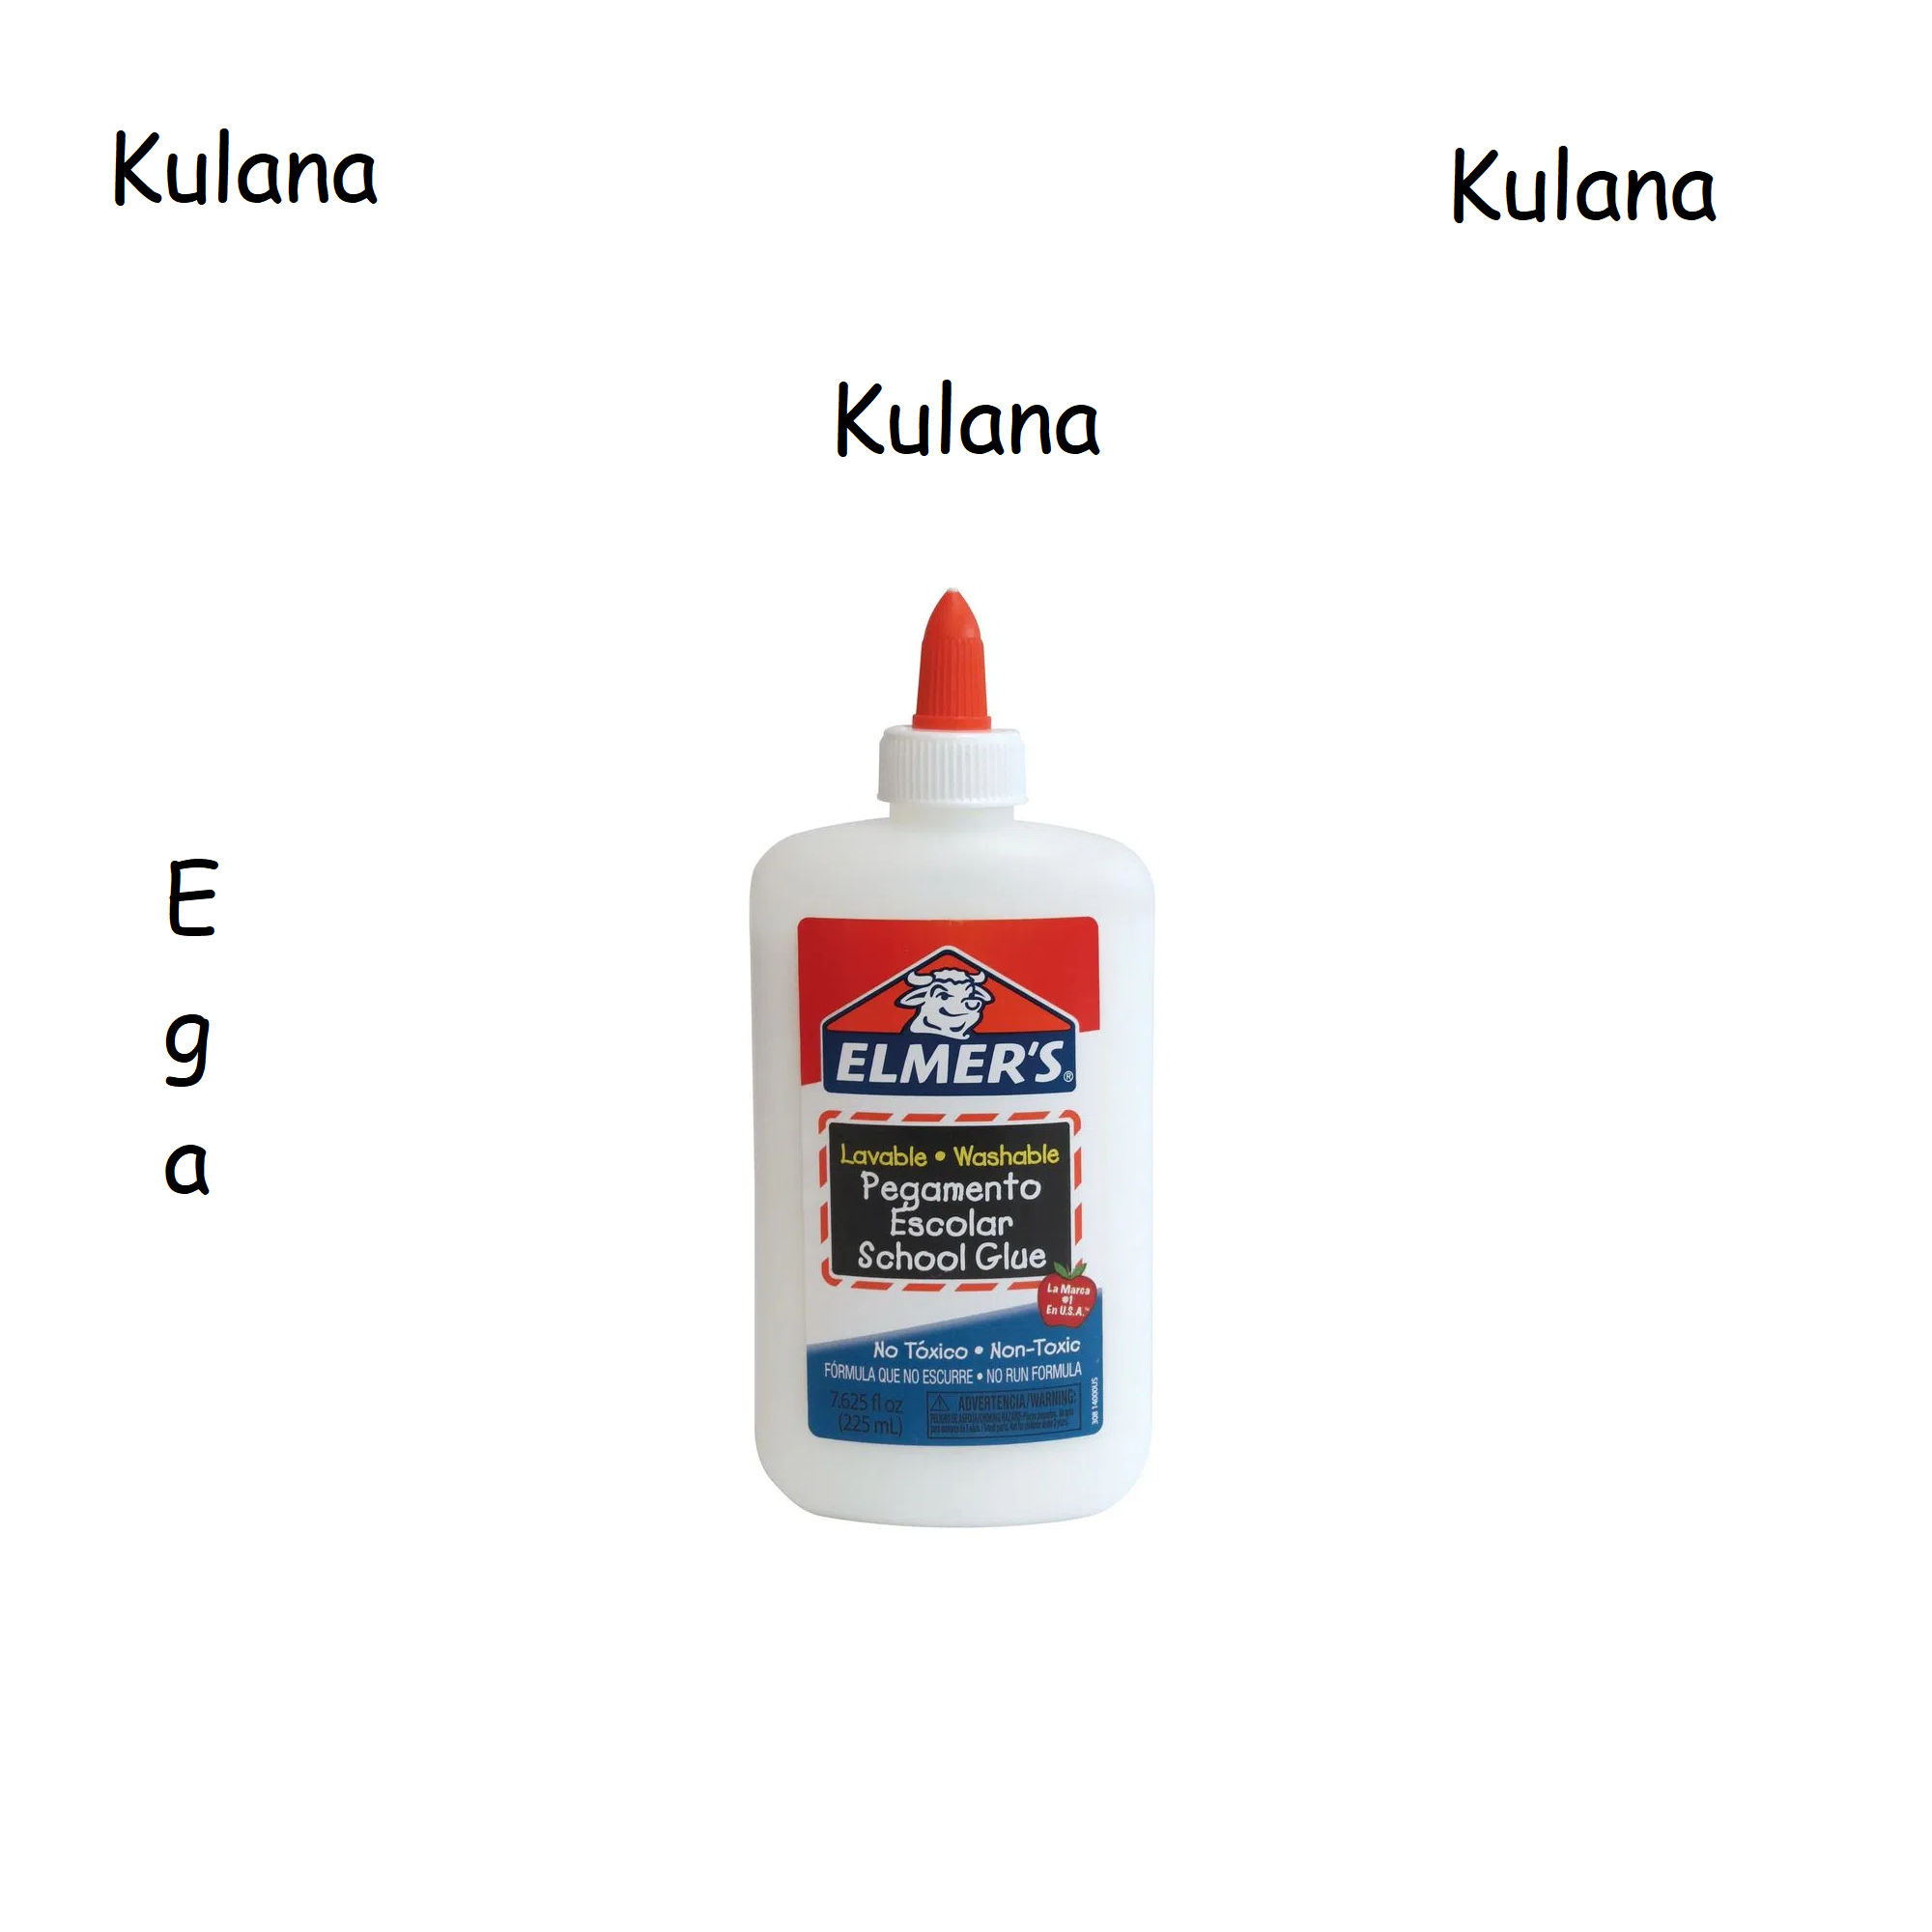 Kulana
Kulana
Kulana
E
g
a
ELMER'S®
Lavable • Washable
Pegamento
Escolar
School Glue
La Marca
#1
En U.S.A.™
No Tóxico • Non-Toxic
FÓRMULA QUE NO ESCURRE • NO RUN FORMULA
7.625 fl oz
(225 mL)
ADVERTENCIA/WARNING: